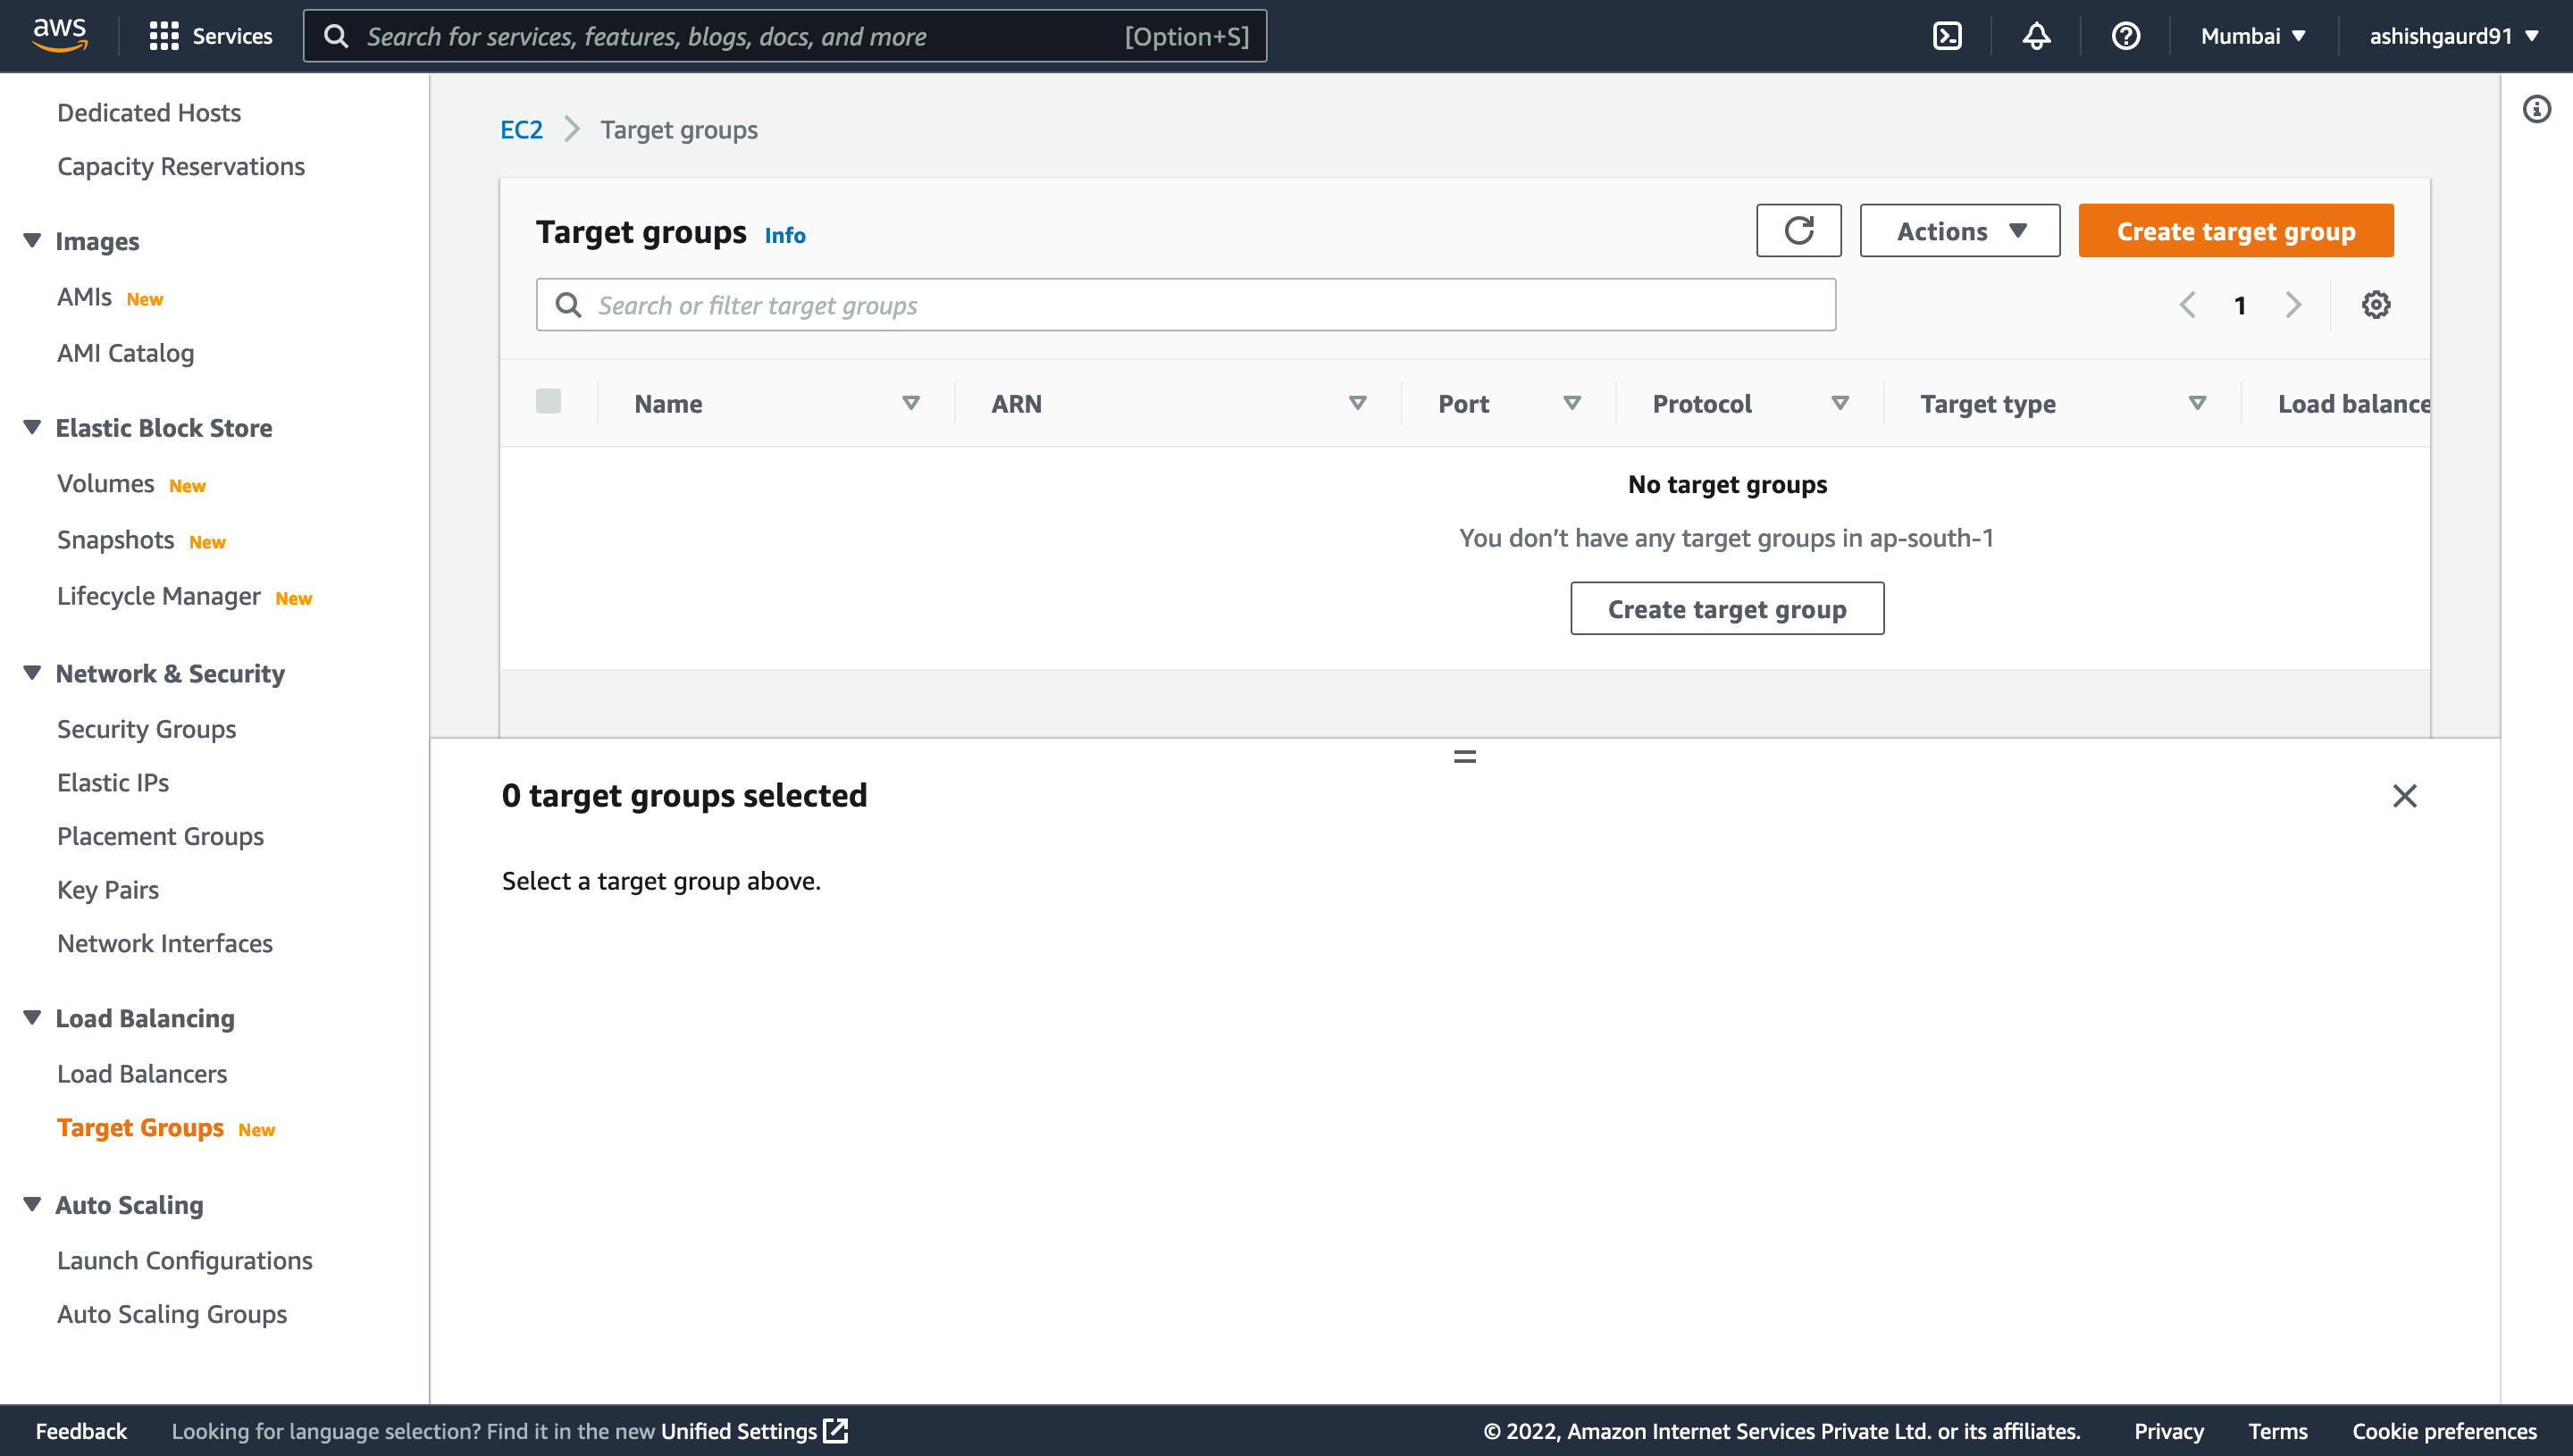 aws
Services
Search for services, features, blogs, docs, and more [Option+S]
Mumbai ▼
ashishgaurd91 ▼
Dedicated Hosts
Capacity Reservations
Images
AMIs New
AMI Catalog
Elastic Block Store
Volumes New
Snapshots New
Lifecycle Manager New
Network & Security
Security Groups
Elastic IPs
Placement Groups
Key Pairs
Network Interfaces
Load Balancing
Load Balancers
Target Groups New
Auto Scaling
Launch Configurations
Auto Scaling Groups
EC2 > Target groups
Target groups Info
Actions ▼
Create target group
Search or filter target groups
1
Name ARN Port Protocol Target type Load balance
No target groups
You don’t have any target groups in ap-south-1
Create target group
0 target groups selected
Select a target group above.
Feedback
Looking for language selection? Find it in the new Unified Settings
© 2022, Amazon Internet Services Private Ltd. or its affiliates.
Privacy
Terms
Cookie preferences